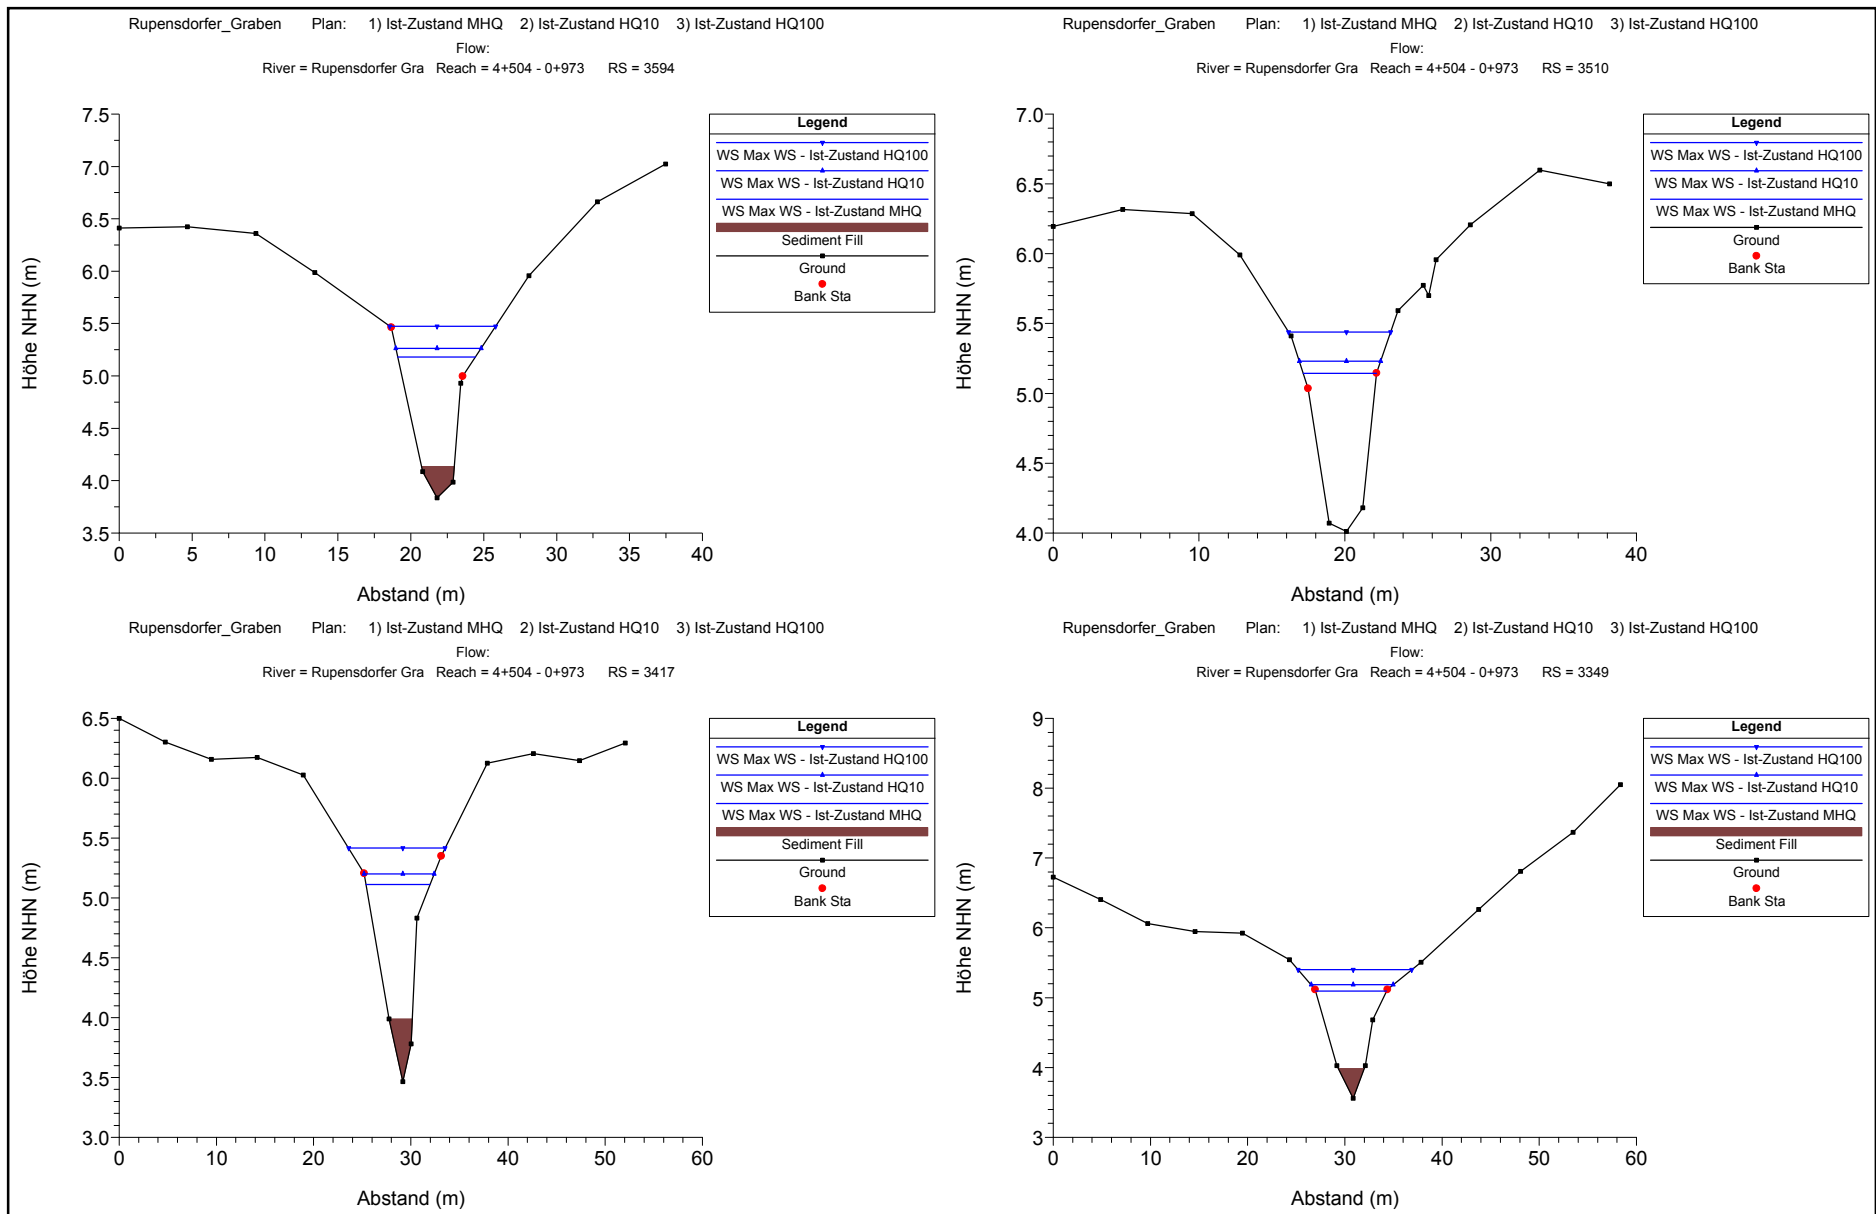 Rupensdorfer_Graben Plan: 1) Ist-Zustand MHQ 2) Ist-Zustand HQ10 3) Ist-Zustand HQ100
Flow:
River = Rupensdorfer Gra Reach = 4+504 - 0+973 RS = 3594
7.5
7.0
6.5
6.0
5.5
5.0
4.5
4.0
3.5
Höhe NHN (m)
0 5 10 15 20 25 30 35 40
Abstand (m)
Legend
WS Max WS - Ist-Zustand HQ100
WS Max WS - Ist-Zustand HQ10
WS Max WS - Ist-Zustand MHQ
Sediment Fill
Ground
Bank Sta
Rupensdorfer_Graben Plan: 1) Ist-Zustand MHQ 2) Ist-Zustand HQ10 3) Ist-Zustand HQ100
Flow:
River = Rupensdorfer Gra Reach = 4+504 - 0+973 RS = 3510
7.0
6.5
6.0
5.5
5.0
4.5
4.0
Höhe NHN (m)
0 10 20 30 40
Abstand (m)
Legend
WS Max WS - Ist-Zustand HQ100
WS Max WS - Ist-Zustand HQ10
WS Max WS - Ist-Zustand MHQ
Ground
Bank Sta
Rupensdorfer_Graben Plan: 1) Ist-Zustand MHQ 2) Ist-Zustand HQ10 3) Ist-Zustand HQ100
Flow:
River = Rupensdorfer Gra Reach = 4+504 - 0+973 RS = 3417
6.5
6.0
5.5
5.0
4.5
4.0
3.5
3.0
Höhe NHN (m)
0 10 20 30 40 50 60
Abstand (m)
Legend
WS Max WS - Ist-Zustand HQ100
WS Max WS - Ist-Zustand HQ10
WS Max WS - Ist-Zustand MHQ
Sediment Fill
Ground
Bank Sta
Rupensdorfer_Graben Plan: 1) Ist-Zustand MHQ 2) Ist-Zustand HQ10 3) Ist-Zustand HQ100
Flow:
River = Rupensdorfer Gra Reach = 4+504 - 0+973 RS = 3349
9
8
7
6
5
4
3
Höhe NHN (m)
0 10 20 30 40 50 60
Abstand (m)
Legend
WS Max WS - Ist-Zustand HQ100
WS Max WS - Ist-Zustand HQ10
WS Max WS - Ist-Zustand MHQ
Sediment Fill
Ground
Bank Sta